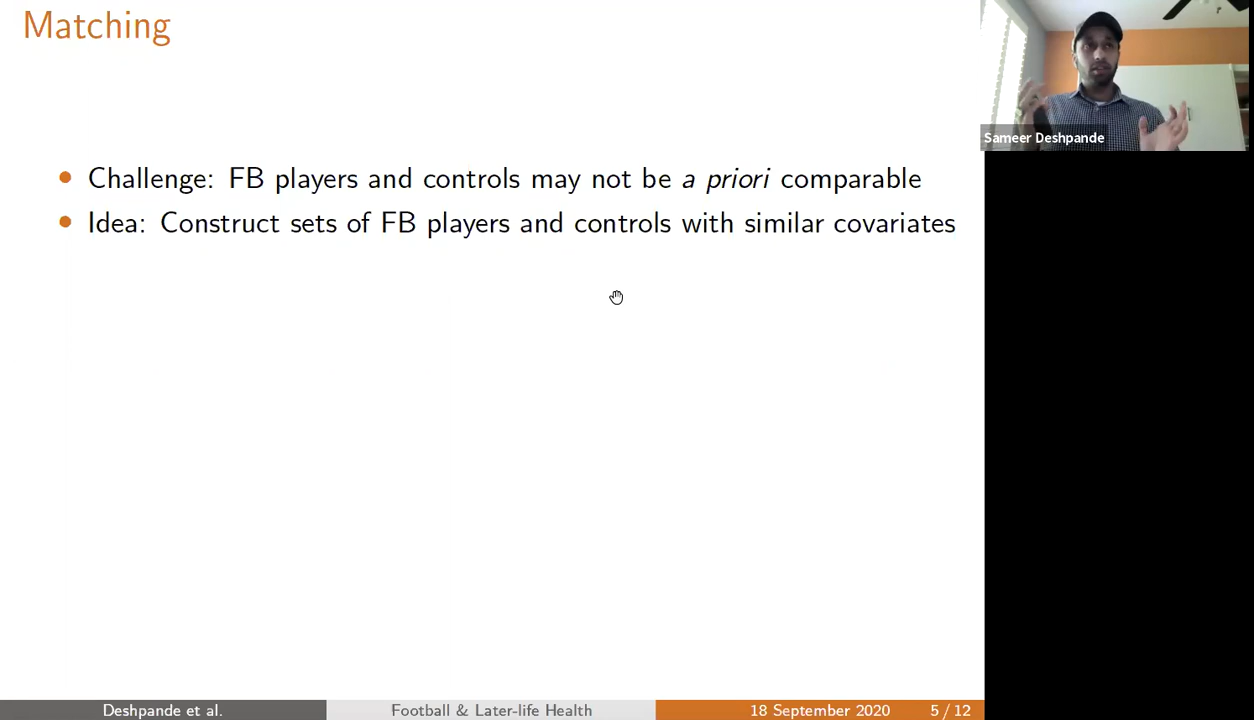 Matching
Sameer Deshpande
• Challenge: FB players and controls may not be a priori comparable
• Idea: Construct sets of FB players and controls with similar covariates
Deshpande et al.
Football & Later-life Health
18 September 2020
5 / 12